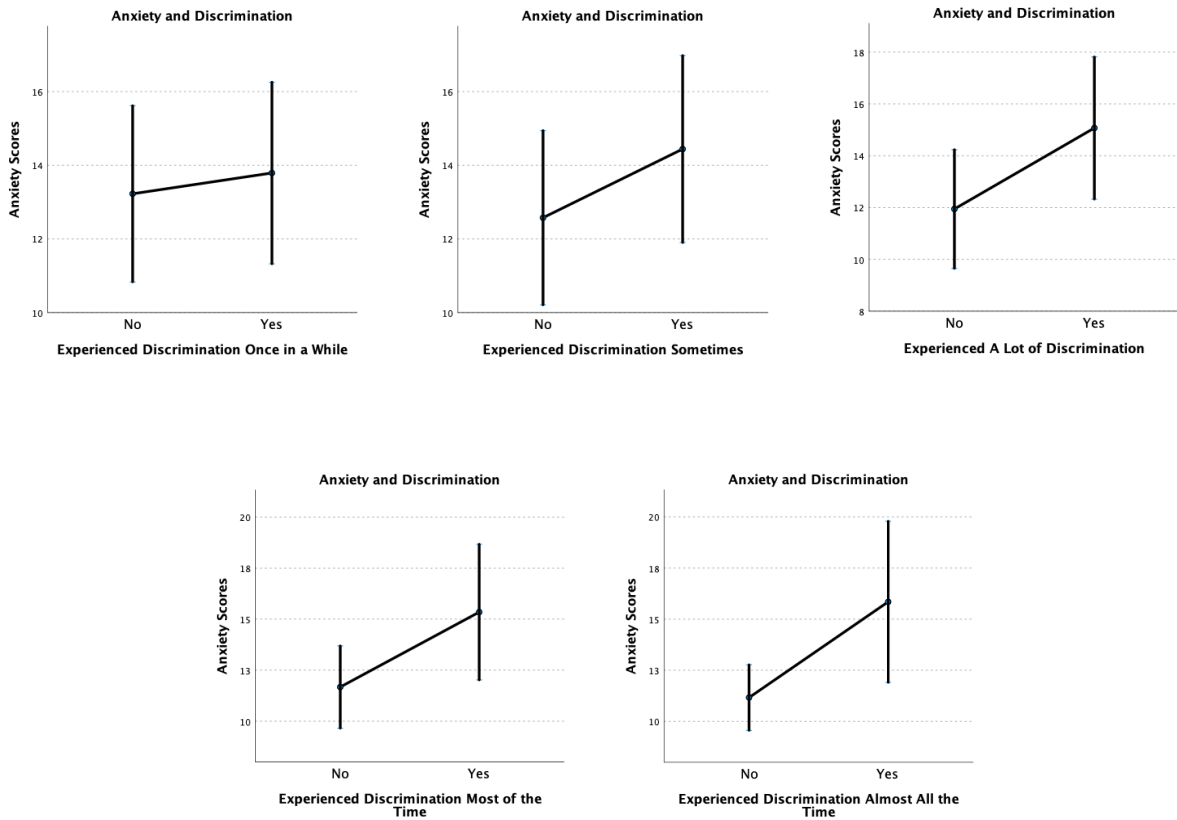 Anxiety and Discrimination
16
14
12
10
Anxiety Scores
No Yes
Experienced Discrimination Once in a While
Anxiety and Discrimination
16
14
12
10
Anxiety Scores
No Yes
Experienced Discrimination Sometimes
Anxiety and Discrimination
18
16
14
12
10
8
Anxiety Scores
No Yes
Experienced A Lot of Discrimination
Anxiety and Discrimination
20
18
15
13
10
Anxiety Scores
No Yes
Experienced Discrimination Most of the
Time
Anxiety and Discrimination
20
18
15
13
10
Anxiety Scores
No Yes
Experienced Discrimination Almost All the
Time